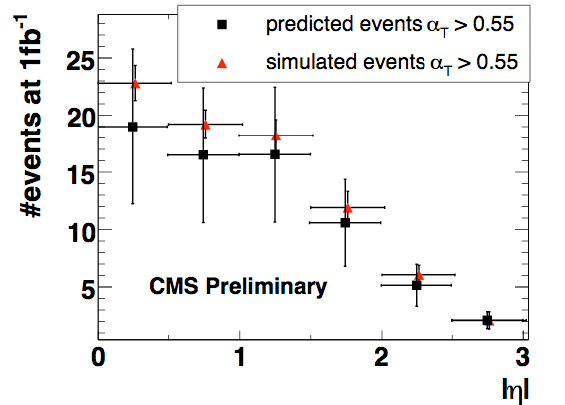 predicted events α_T > 0.55
simulated events α_T > 0.55
#events at 1fb⁻¹
25
20
15
10
5
CMS Preliminary
0 1 2 3
|η|